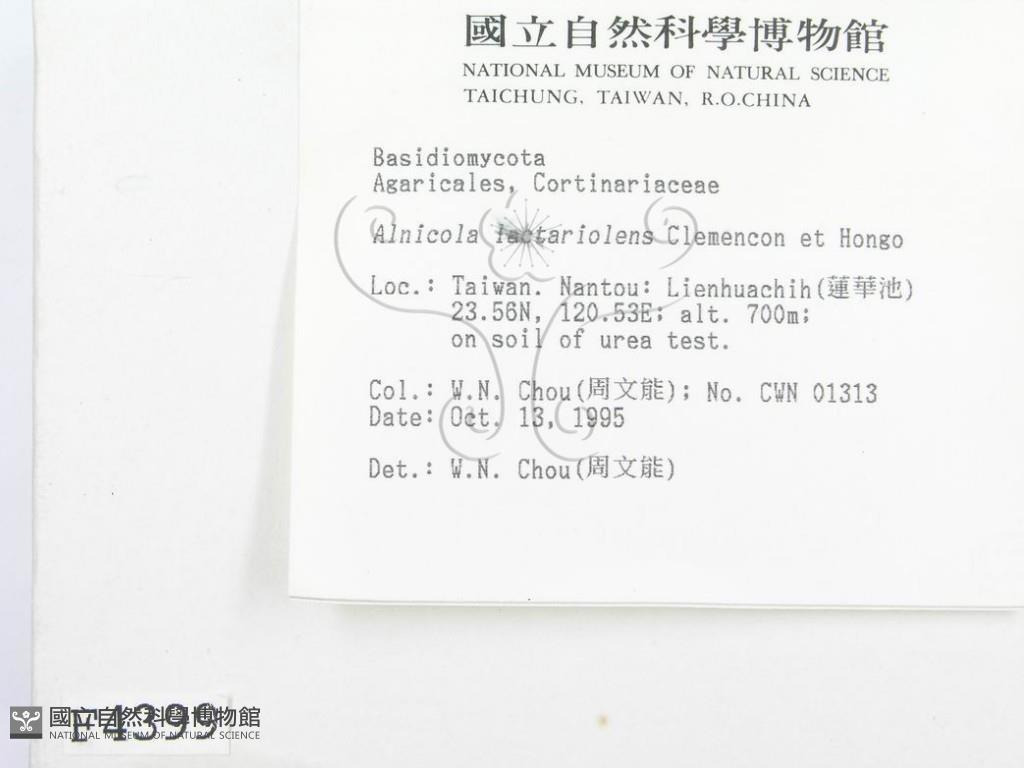 國立自然科學博物館
NATIONAL MUSEUM OF NATURAL SCIENCE
TAICHUNG, TAIWAN, R.O.CHINA
Basidiomycota
Agaricales, Cortinariaceae
Alnicola lactariolens Clemencon et Hongo
Loc.: Taiwan. Nantou: Lienhuachih(蓮華池)
23.56N, 120.53E; alt. 700m;
on soil of urea test.
Col.: W.N. Chou(周文能); No. CWN 01313
Date: Oct. 13, 1995
Det.: W.N. Chou(周文能)
F4399
國立自然科學博物館
NATIONAL MUSEUM OF NATURAL SCIENCE